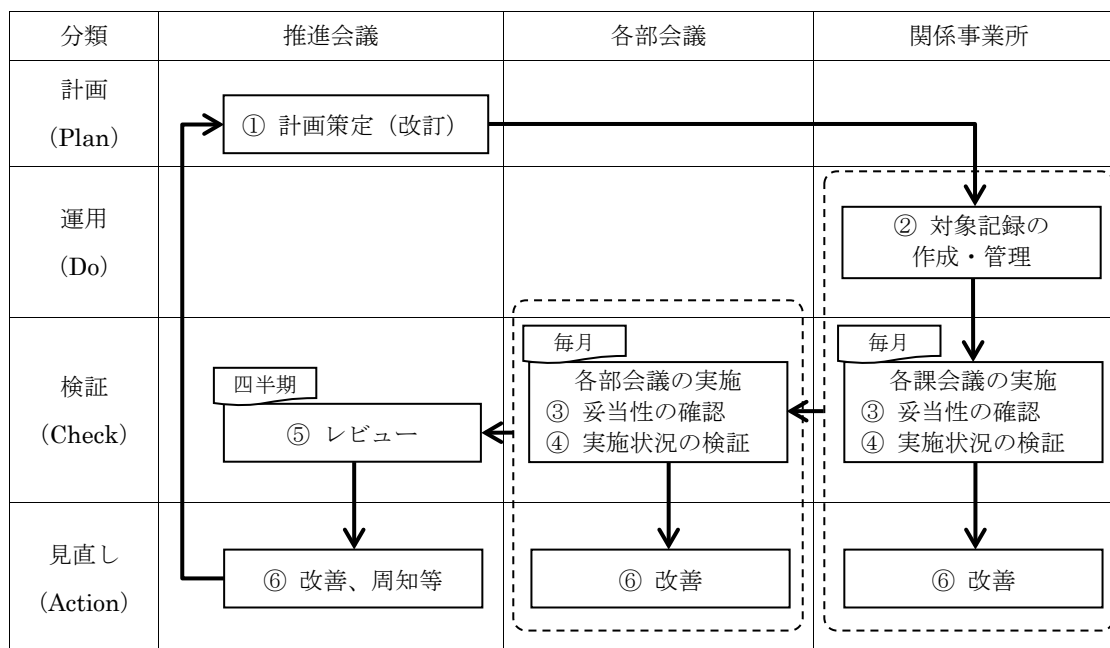 分類
推進会議
各部会議
関係事業所
計画
（Plan）
① 計画策定（改訂）
運用
（Do）
② 対象記録の
作成・管理
検証
（Check）
四半期
⑤ レビュー
毎月
各部会議の実施
③ 妥当性の確認
④ 実施状況の検証
毎月
各課会議の実施
③ 妥当性の確認
④ 実施状況の検証
見直し
（Action）
⑥ 改善、周知等
⑥ 改善
⑥ 改善